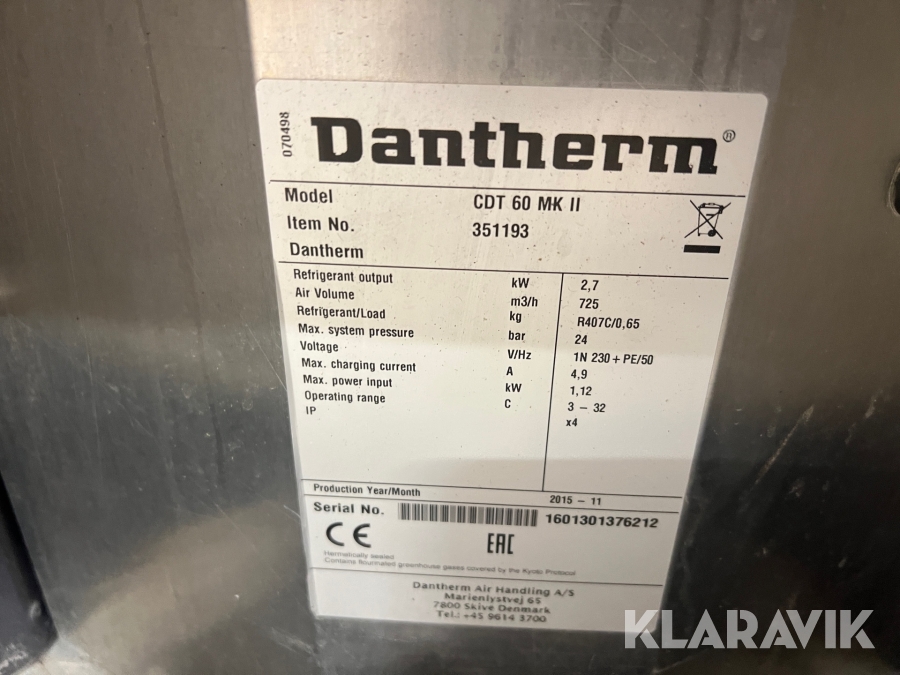 070498
Dantherm®
Model CDT 60 MK II
Item No. 351193
Dantherm
Refrigerant output kW 2,7
Air Volume m3/h 725
Refrigerant/Load kg R407C/0,65
Max. system pressure bar 24
Voltage V/Hz 1N 230 + PE/50
Max. charging current A 4,9
Max. power input kW 1,12
Operating range C 3 – 32
IP x4
Production Year/Month 2015 – 11
Serial No. 1601301376212
CE EAC
Hermetically sealed
Contains flourinated greenhouse gases covered by the Kyoto Protocol
Dantherm Air Handling A/S
Marienlystvej 65
7800 Skive Denmark
Tel.: +45 9614 3700
KLARAVIK